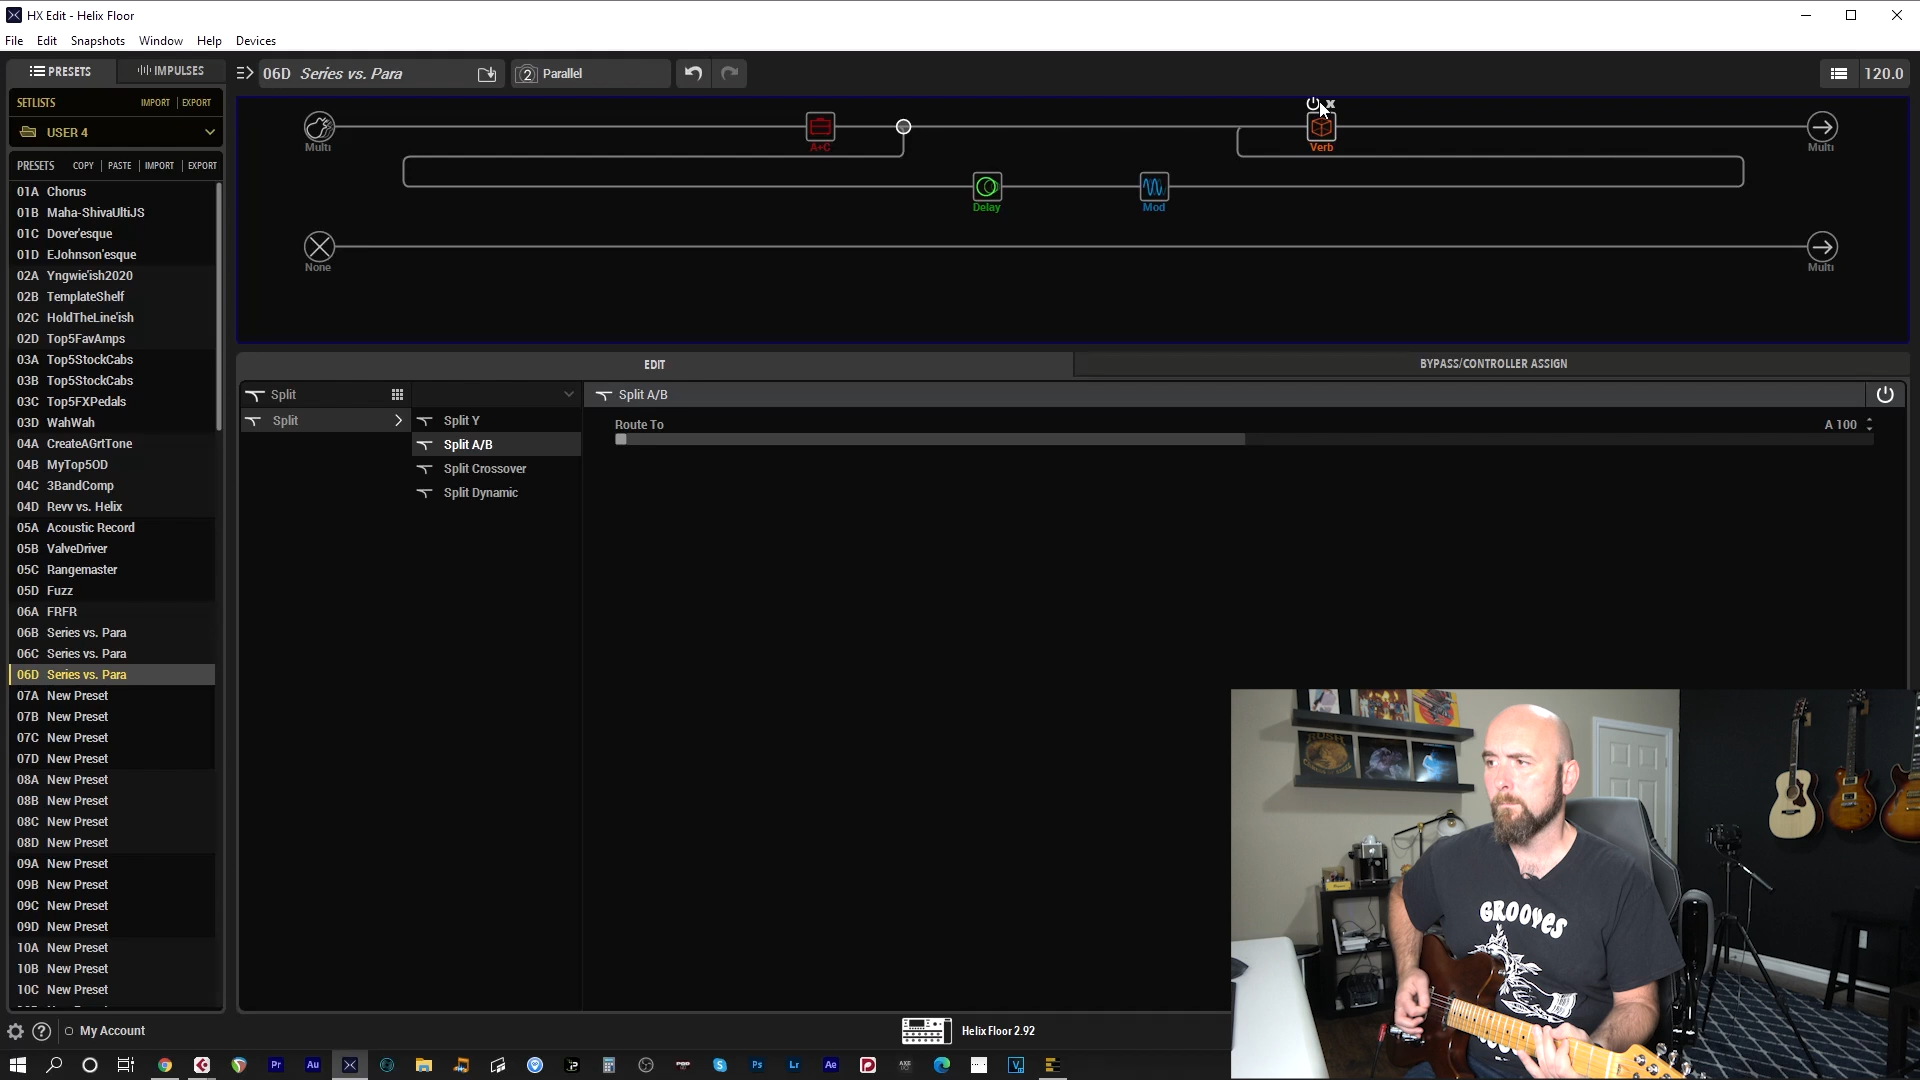 HX Edit - Helix Floor
File Edit Snapshots Window Help Devices
PRESETS IMPULSES
06D Series vs. Para
2 Parallel
120.0
SETLISTS IMPORT EXPORT
USER 4
PRESETS COPY PASTE IMPORT EXPORT
01A Chorus
01B Maha-ShivaUltiJS
01C Dover'esque
01D EJohnson'esque
02A Yngwie'ish2020
02B TemplateShelf
02C HoldTheLine'ish
02D Top5FavAmps
03A Top5StockCabs
03B Top5StockCabs
03C Top5FXPedals
03D WahWah
04A CreateAGrtTone
04B MyTop5OD
04C 3BandComp
04D Revv vs. Helix
05A Acoustic Record
05B ValveDriver
05C Rangemaster
05D Fuzz
06A FRFR
06B Series vs. Para
06C Series vs. Para
06D Series vs. Para
07A New Preset
07B New Preset
07C New Preset
07D New Preset
08A New Preset
08B New Preset
08C New Preset
08D New Preset
09A New Preset
09B New Preset
09C New Preset
09D New Preset
10A New Preset
10B New Preset
10C New Preset
Multi
A+C
Verb
Multi
Delay
Mod
None
Multi
EDIT
BYPASS/CONTROLLER ASSIGN
Split
Split
Split Y
Split A/B
Split Crossover
Split Dynamic
Split A/B
Route To
A 100
My Account
Helix Floor 2.92
Pr Au Ps Lr Ae
RUSH
GROOVES